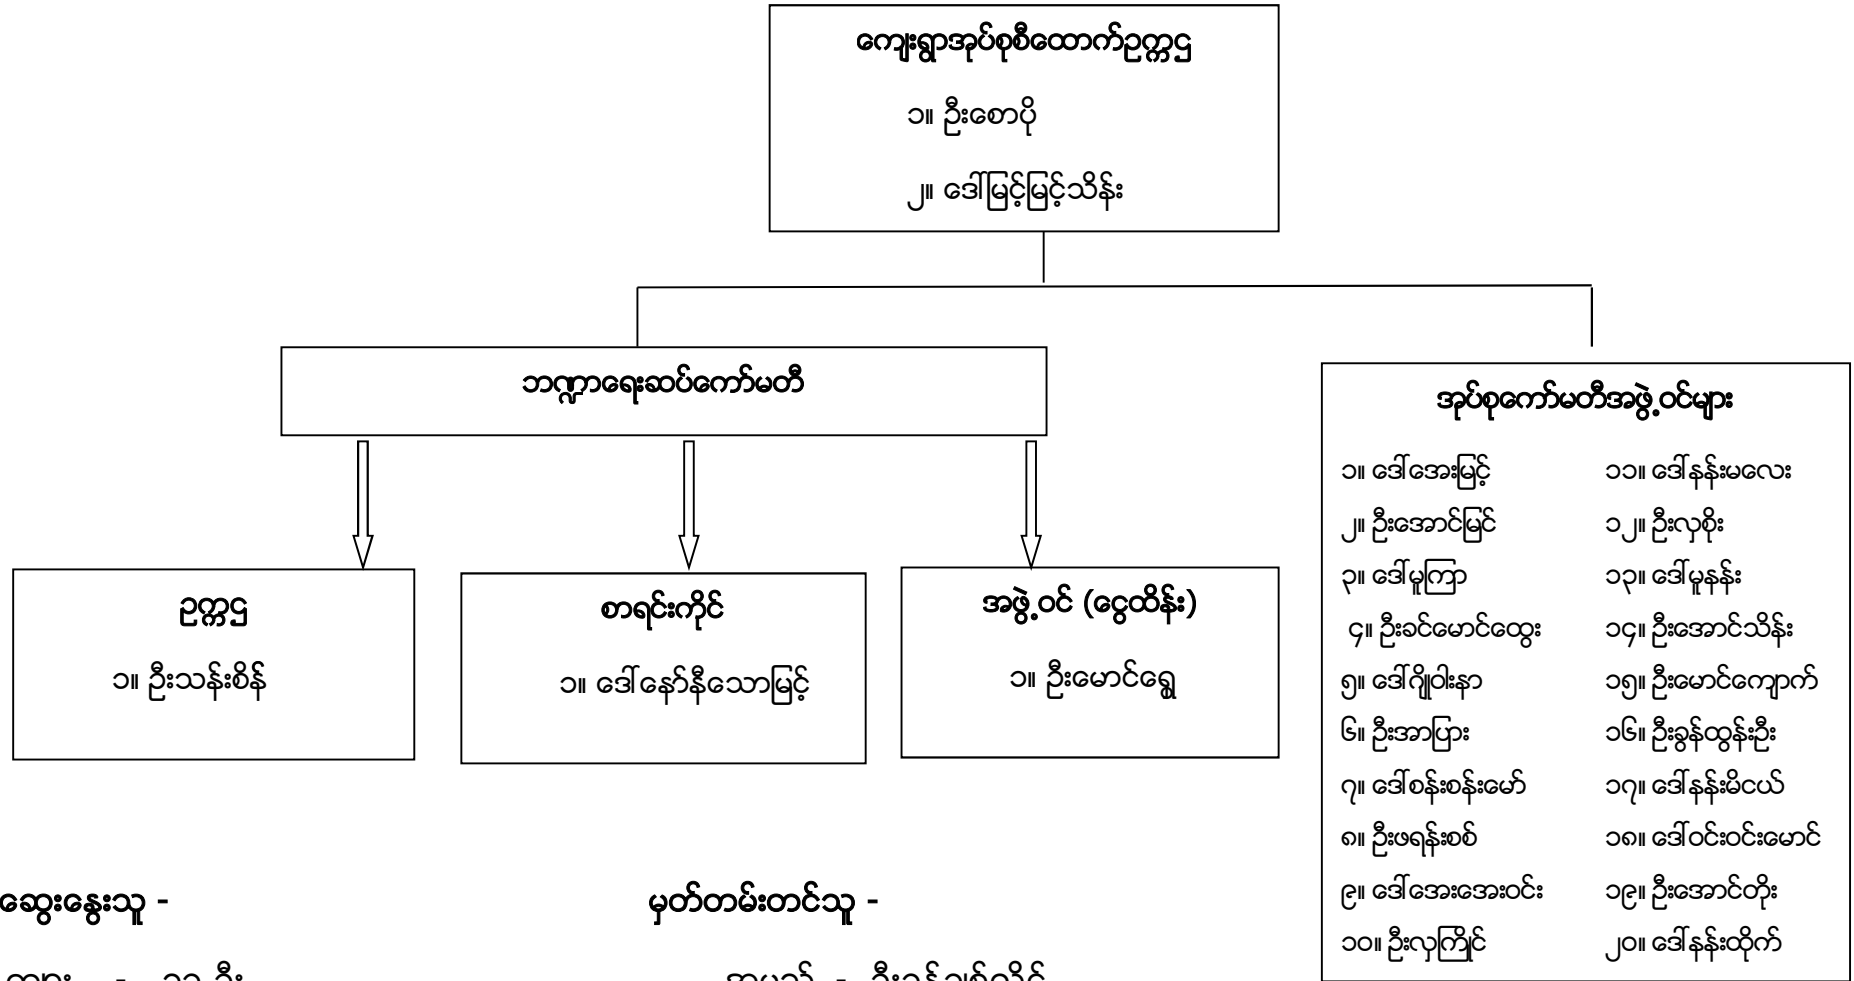 ကျေးရွာအုပ်စုစီထောက်ဥက္ကဌ
၁။ ဦးစောပို
၂။ ဒေါ်မြင့်မြင့်သိန်း
ဘဏ္ဍာရေးဆပ်ကော်မတီ
ဥက္ကဌ
၁။ ဦးသန်းစိန်
စာရင်းကိုင်
၁။ ဒေါ်နော်နီသောမြင့်
အဖွဲ့ဝင် (ငွေထိန်း)
၁။ ဦးမောင်ရွှေ
အုပ်စုကော်မတီအဖွဲ့ဝင်များ
၁။ ဒေါ်အေးမြင့်
၂။ ဦးအောင်မြင်
၃။ ဒေါ်မူကြာ
၄။ ဦးခင်မောင်ထွေး
၅။ ဒေါ်ဂျိုဝါးနာ
၆။ ဦးအာပြား
၇။ ဒေါ်စန်းစန်းမော်
၈။ ဦးဖရန်းစစ်
၉။ ဒေါ်အေးအေးဝင်း
၁၀။ ဦးလှကြိုင်
၁၁။ ဒေါ်နန်းမလေး
၁၂။ ဦးလှစိုး
၁၃။ ဒေါ်မူနန်း
၁၄။ ဦးအောင်သိန်း
၁၅။ ဦးမောင်ကျောက်
၁၆။ ဦးခွန်ထွန်းဦး
၁၇။ ဒေါ်နန်းမိငယ်
၁၈။ ဒေါ်ဝင်းဝင်းမောင်
၁၉။ ဦးအောင်တိုး
၂၀။ ဒေါ်နန်းထိုက်
ဆွေးနွေးသူ -
မှတ်တမ်းတင်သူ -